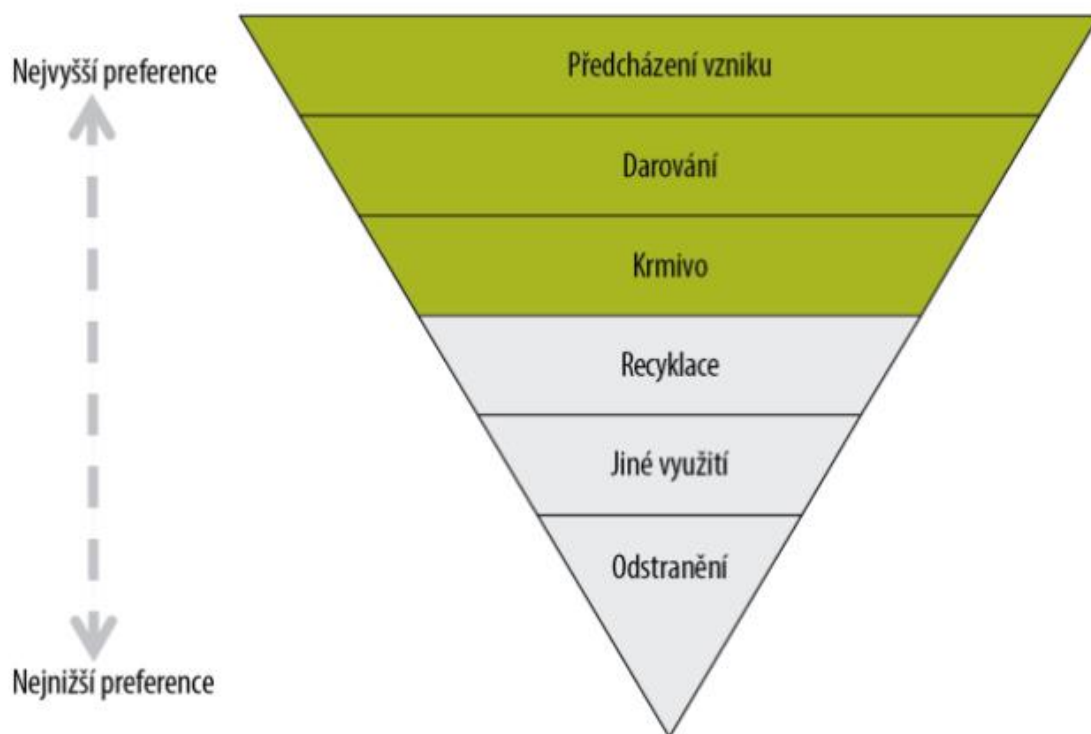 Nejvyšší preference
Předcházení vzniku
Darování
Krmivo
Recyklace
Jiné využití
Odstranění
Nejnižší preference